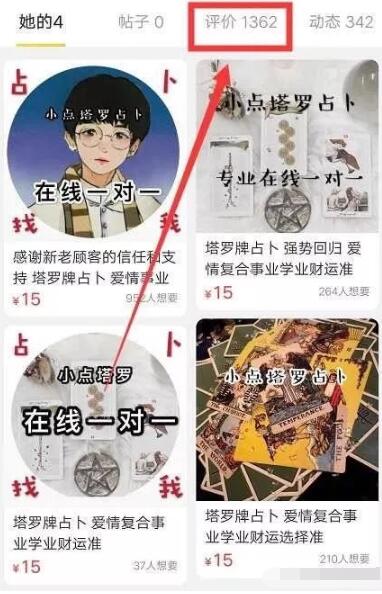 她的4 帖子 0 评价 1362 动态 342
占 卜
小点塔罗占卜
在线一对一
找 我
感谢新老顾客的信任和支
持 塔罗牌占卜 爱情事业
¥15 952人想要
小点塔罗占卜
专业在线一对一
塔罗牌占卜 强势回归 爱
情复合事业学业财运准
¥15 264人想要
占 卜
小点塔罗
在线一对一
找 我
塔罗牌占卜 爱情复合事
业学业财运准
¥15 37人想要
小点塔罗占卜
TEMPERANCE
塔罗牌占卜 爱情复合事
业学业财运选择准
¥15 210人想要